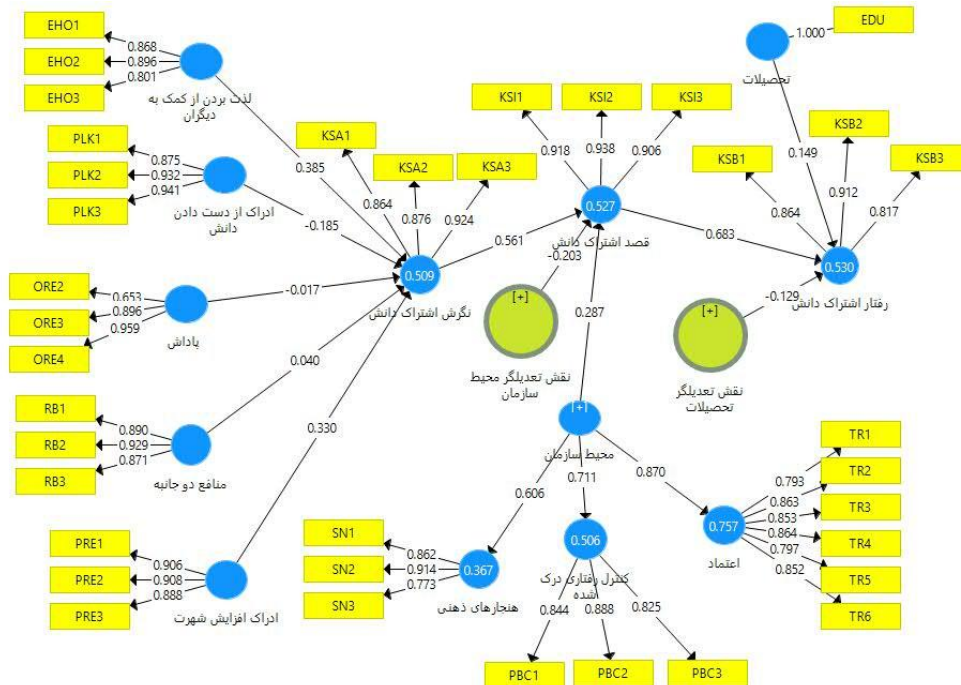 EHO1
EHO2
EHO3
0.868
0.896
0.801
لذت بردن از کمک به
دیگران
0.385
PLK1
PLK2
PLK3
0.875
0.932
0.941
ادراک از دست دادن
دانش
-0.185
ORE2
ORE3
ORE4
0.653
0.896
0.959
پاداش
-0.017
RB1
RB2
RB3
0.890
0.929
0.871
منافع دو جانبه
0.040
PRE1
PRE2
PRE3
0.906
0.908
0.888
ادراک افزایش شهرت
0.330
KSA1
KSA2
KSA3
0.864
0.876
0.924
0.509
نگرش اشتراک دانش
0.561
KSI1
KSI2
KSI3
0.918
0.938
0.906
0.527
قصد اشتراک دانش
-0.203
[+]
نقش تعدیلگر محیط
سازمان
0.287
0.683
EDU
1.000
تحصیلات
0.149
KSB1
KSB2
KSB3
0.864
0.912
0.817
0.530
رفتار اشتراک دانش
-0.129
[+]
نقش تعدیلگر
تحصیلات
[+]
محیط سازمان
0.606
0.711
0.870
SN1
SN2
SN3
0.862
0.914
0.773
0.367
هنجارهای ذهنی
0.506
کنترل رفتاری درک
شده
0.844
0.888
0.825
PBC1
PBC2
PBC3
0.757
اعتماد
0.793
0.863
0.853
0.864
0.797
0.852
TR1
TR2
TR3
TR4
TR5
TR6